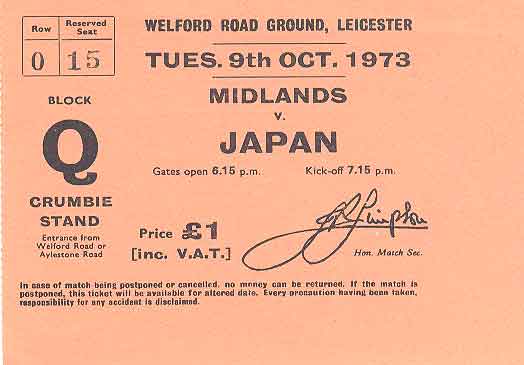 Row
Reserved Seat
O 15
WELFORD ROAD GROUND, LEICESTER
TUES. 9th OCT. 1973
MIDLANDS
v.
JAPAN
Gates open 6.15 p.m. Kick-off 7.15 p.m.
BLOCK
Q
CRUMBIE
STAND
Entrance from
Welford Road or
Aylestone Road
Price £1
[inc. V.A.T.]
Hon. Match Sec.
In case of match being postponed or cancelled, no money can be returned. If the match is
postponed, this ticket will be available for altered date. Every precaution having been taken,
responsibility for any accident is disclaimed.